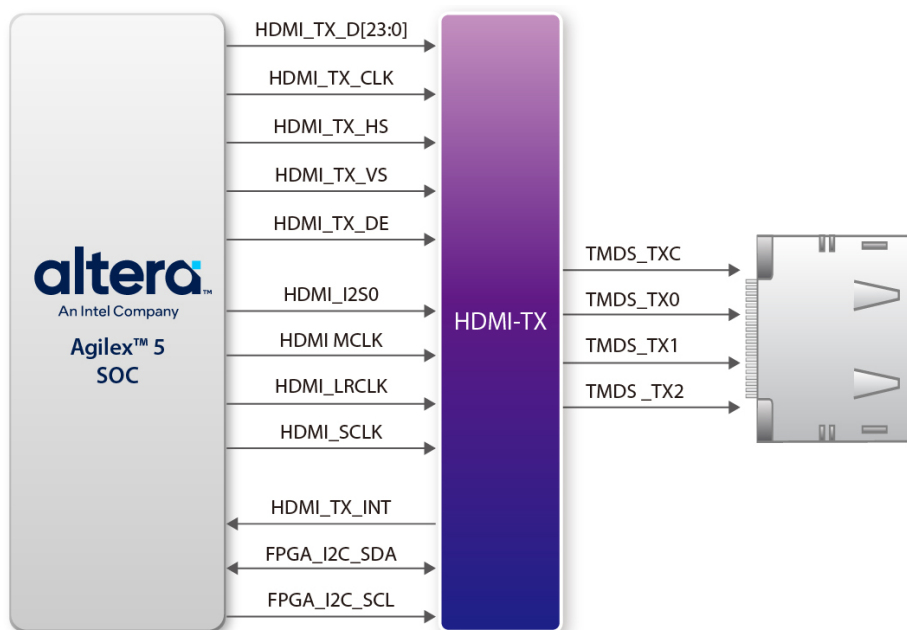 HDMI_TX_D[23:0]
HDMI_TX_CLK
HDMI_TX_HS
HDMI_TX_VS
HDMI_TX_DE
altera™
An Intel Company
Agilex™ 5
SOC
HDMI_I2S0
HDMI MCLK
HDMI_LRCLK
HDMI_SCLK
HDMI_TX_INT
FPGA_I2C_SDA
FPGA_I2C_SCL
HDMI-TX
TMDS_TXC
TMDS_TX0
TMDS_TX1
TMDS _TX2